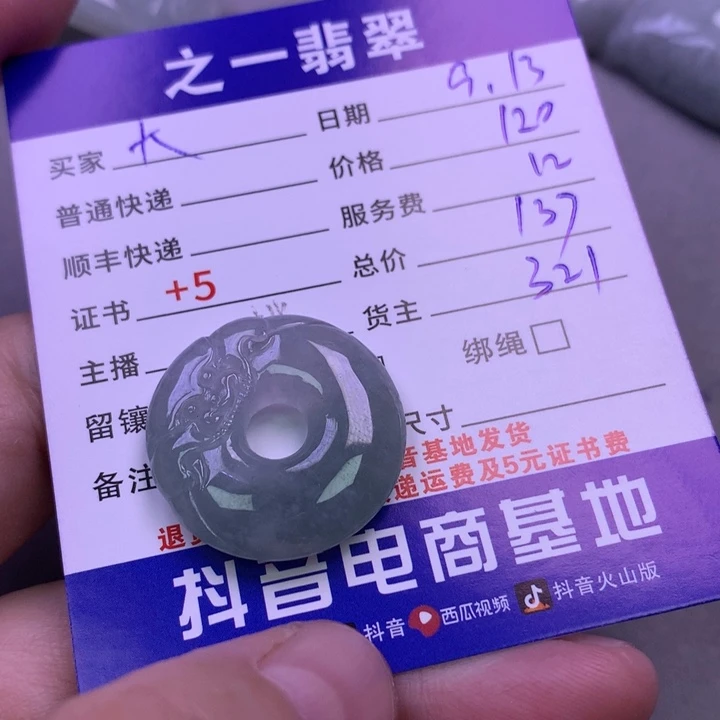 之一翡翠
买家 大 日期 9.13
普通快递 价格 120
顺丰快递 服务费 12
证书 +5 总价 137
主播 货主 321
留镶 绑绳
备注 尺寸
音基地发货
退 递运费及5元证书费
抖音电商基地
抖音 西瓜视频 抖音火山版